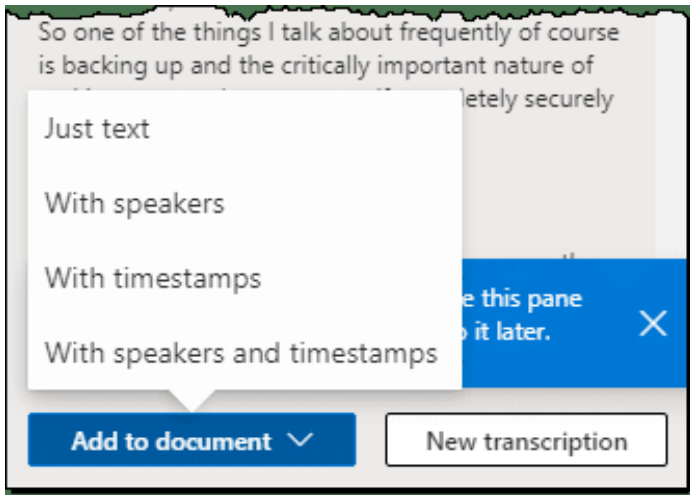 So one of the things I talk about frequently of course
is backing up and the critically important nature of
letely securely
Just text
With speakers
With timestamps
With speakers and timestamps
e this pane
it later.
Add to document
New transcription